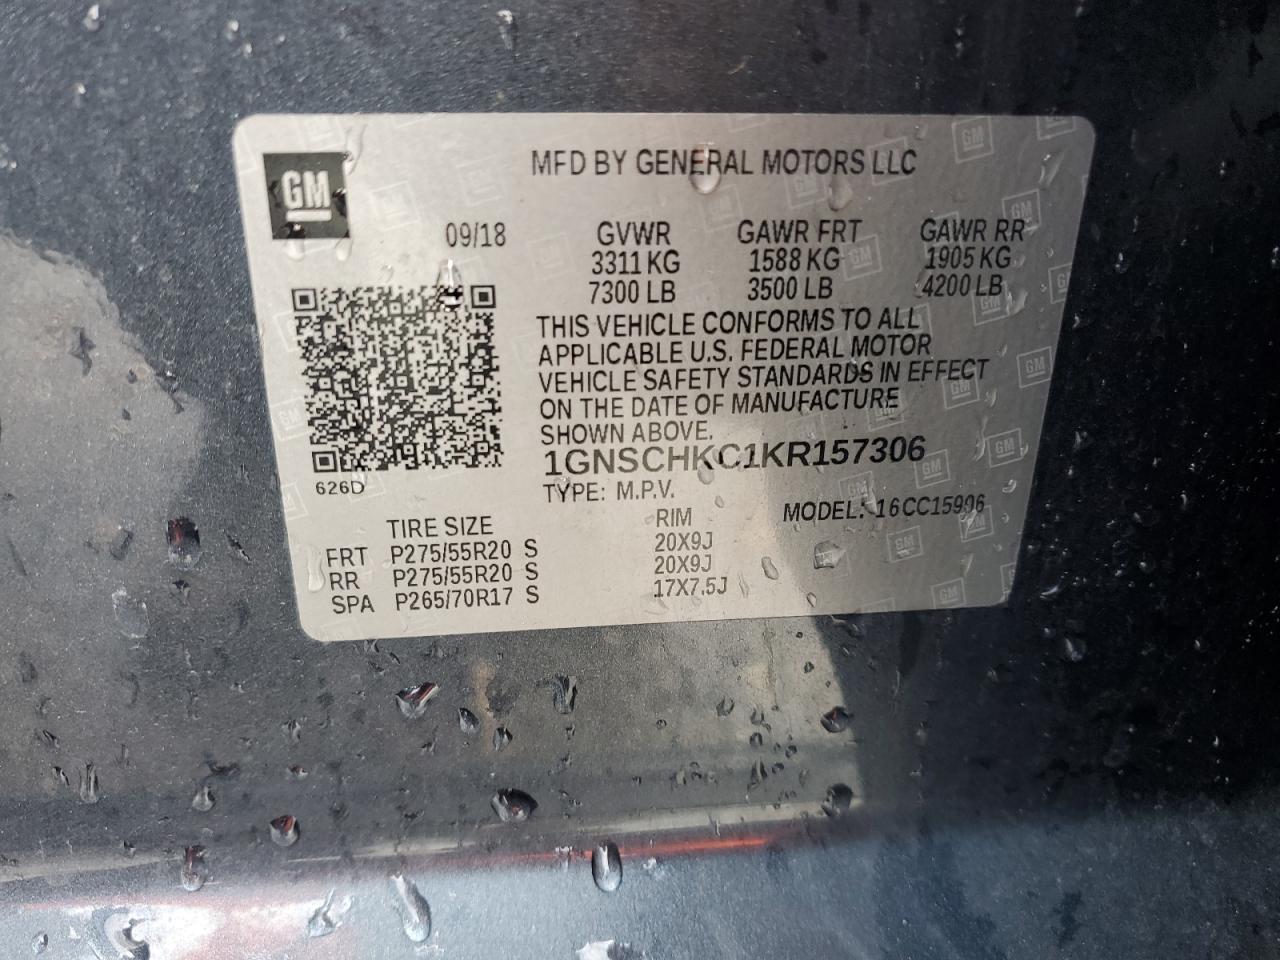 GM
MFD BY GENERAL MOTORS LLC
09/18 GVWR GAWR FRT GAWR RR
3311 KG 1588 KG 1905 KG
7300 LB 3500 LB 4200 LB
THIS VEHICLE CONFORMS TO ALL
APPLICABLE U.S. FEDERAL MOTOR
VEHICLE SAFETY STANDARDS IN EFFECT
ON THE DATE OF MANUFACTURE
SHOWN ABOVE.
1GNSCHKC1KR157306
626D
TYPE: M.P.V. MODEL: 16CC15906
TIRE SIZE RIM
FRT P275/55R20 S 20X9J
RR P275/55R20 S 20X9J
SPA P265/70R17 S 17X7.5J